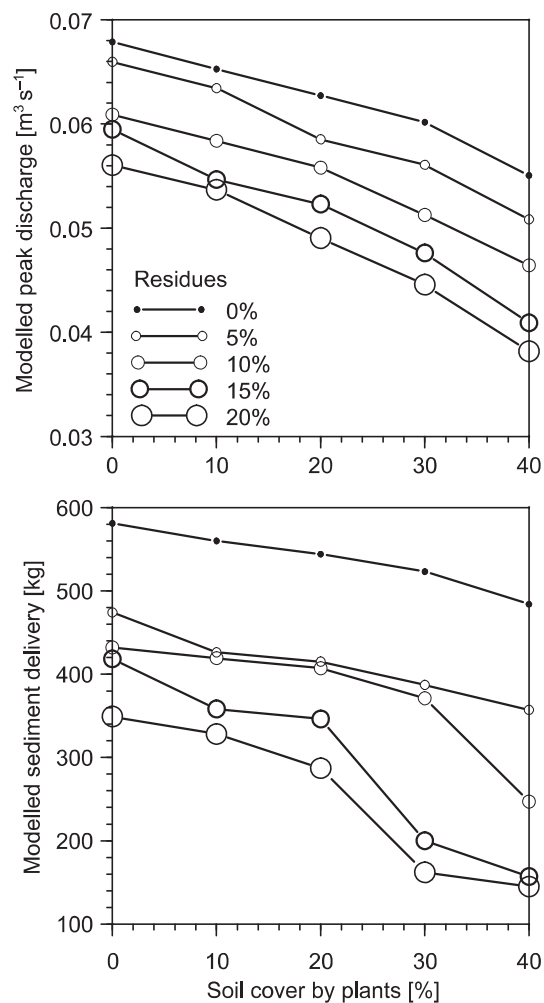 Modelled peak discharge [m³ s⁻¹]
0.07
0.06
0.05
0.04
0.03
Residues
0%
5%
10%
15%
20%
0 10 20 30 40
Modelled sediment delivery [kg]
600
500
400
300
200
100
0 10 20 30 40
Soil cover by plants [%]